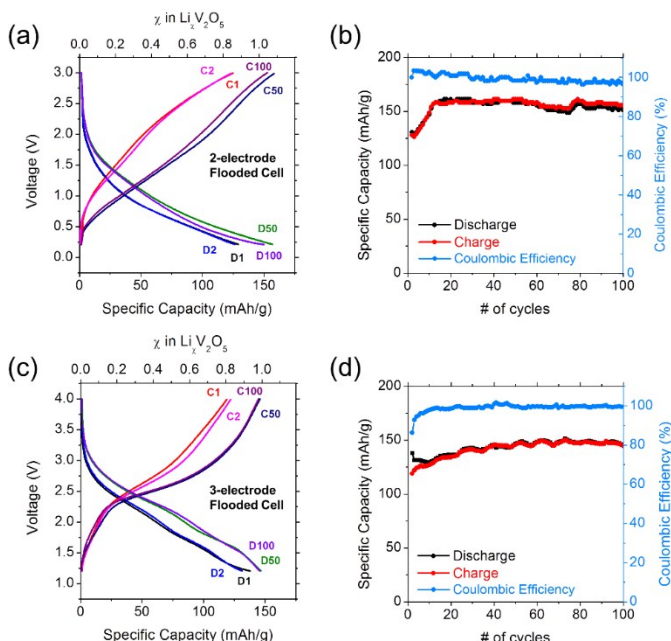 (a)
χ in LiχV2O5
0.0 0.2 0.4 0.6 0.8 1.0
Voltage (V)
3.0
2.5
2.0
1.5
1.0
0.5
0.0
C2
C1
C100
C50
2-electrode
Flooded Cell
D50
D100
D2
D1
0 50 100 150
Specific Capacity (mAh/g)
(b)
Specific Capacity (mAh/g)
200
150
100
50
0
Discharge
Charge
Coulombic Efficiency
100
80
60
40
20
0
Coulombic Efficiency (%)
0 20 40 60 80 100
# of cycles
(c)
χ in LiχV2O5
0.0 0.2 0.4 0.6 0.8 1.0
Voltage (V)
4.0
3.5
3.0
2.5
2.0
1.5
1.0
C1
C2
C100
C50
3-electrode
Flooded Cell
D100
D50
D2
D1
0 50 100 150
Specific Capacity (mAh/g)
(d)
Specific Capacity (mAh/g)
200
150
100
50
0
Discharge
Charge
Coulombic Efficiency
100
80
60
40
20
0
Coulombic Efficiency (%)
0 20 40 60 80 100
# of cycles